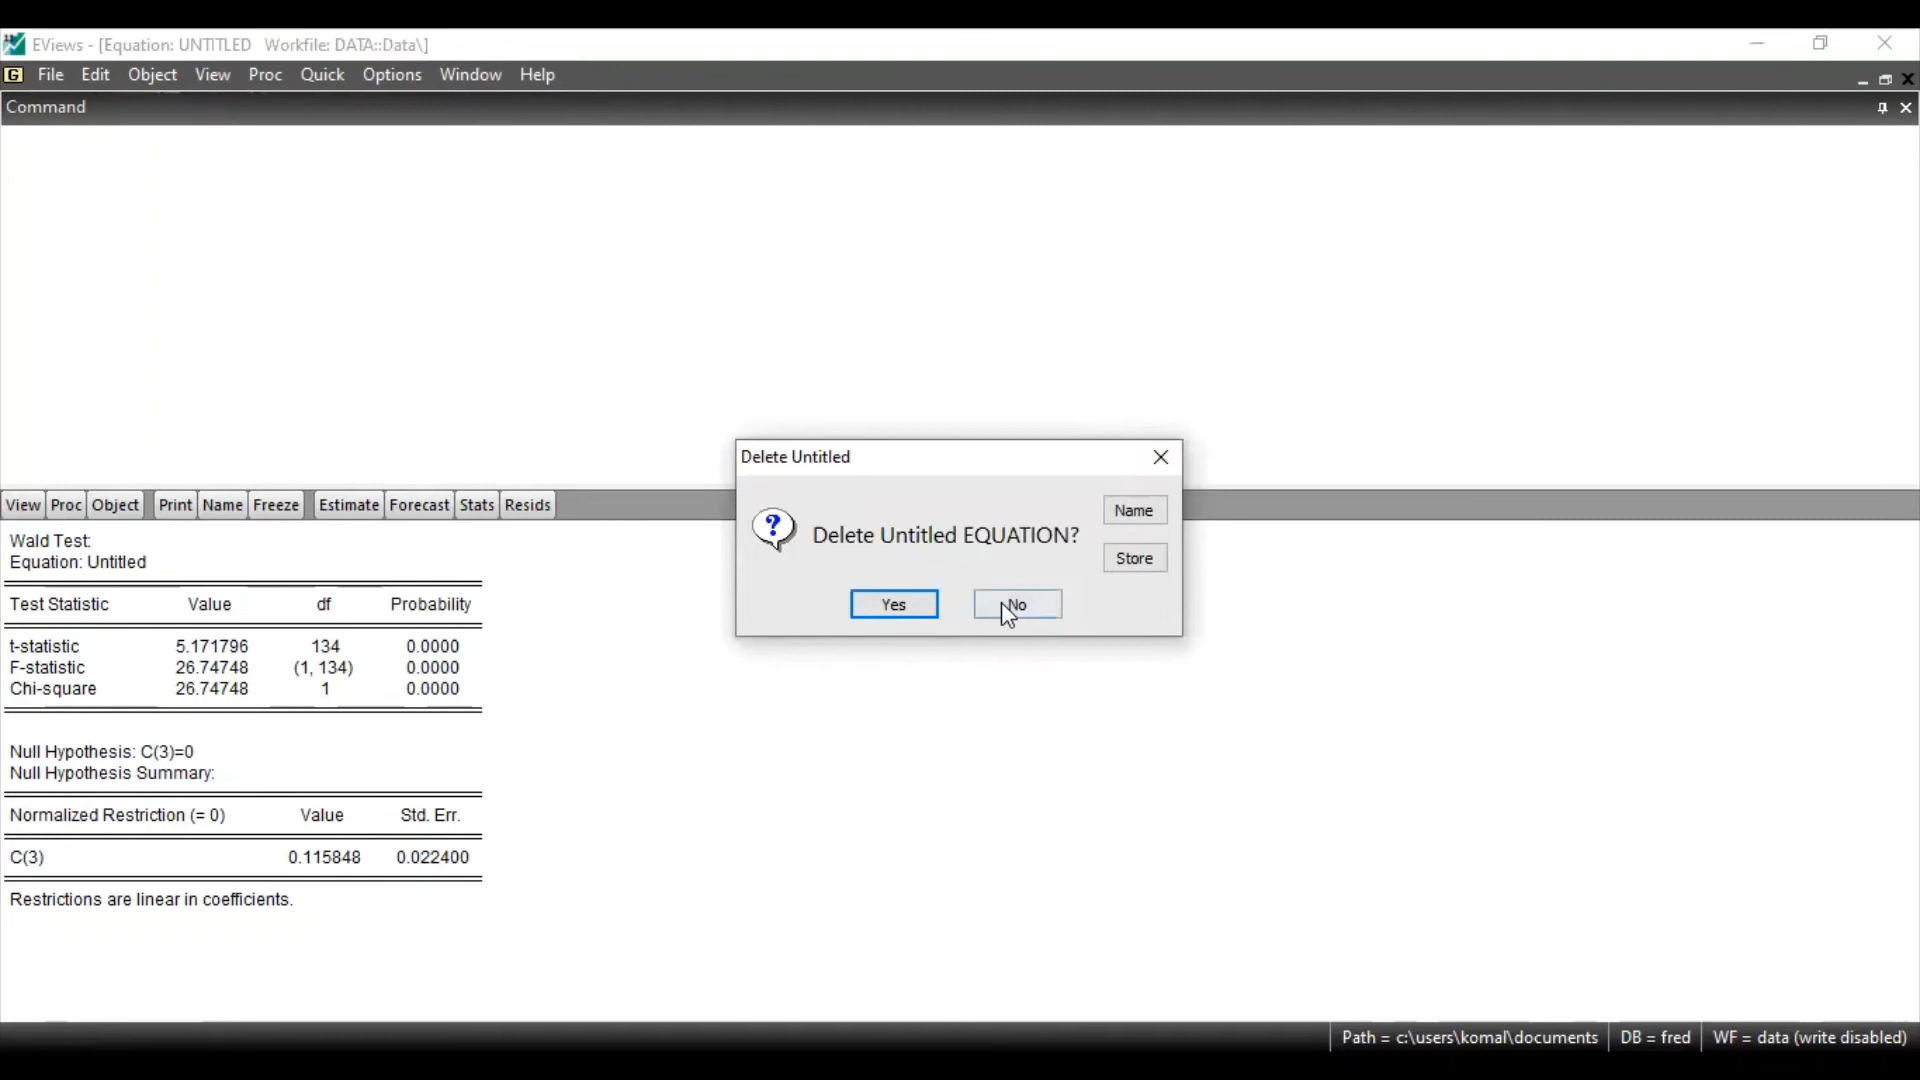 EViews - [Equation: UNTITLED   Workfile: DATA::Data\]
G File Edit Object View Proc Quick Options Window Help
Command
Delete Untitled
Delete Untitled EQUATION?
Name
Store
Yes No
View Proc Object Print Name Freeze Estimate Forecast Stats Resids
Wald Test:
Equation: Untitled
Test Statistic Value df Probability
t-statistic 5.171796 134 0.0000
F-statistic 26.74748 (1, 134) 0.0000
Chi-square 26.74748 1 0.0000
Null Hypothesis: C(3)=0
Null Hypothesis Summary:
Normalized Restriction (= 0) Value Std. Err.
C(3) 0.115848 0.022400
Restrictions are linear in coefficients.
Path = c:\users\komal\documents DB = fred WF = data (write disabled)